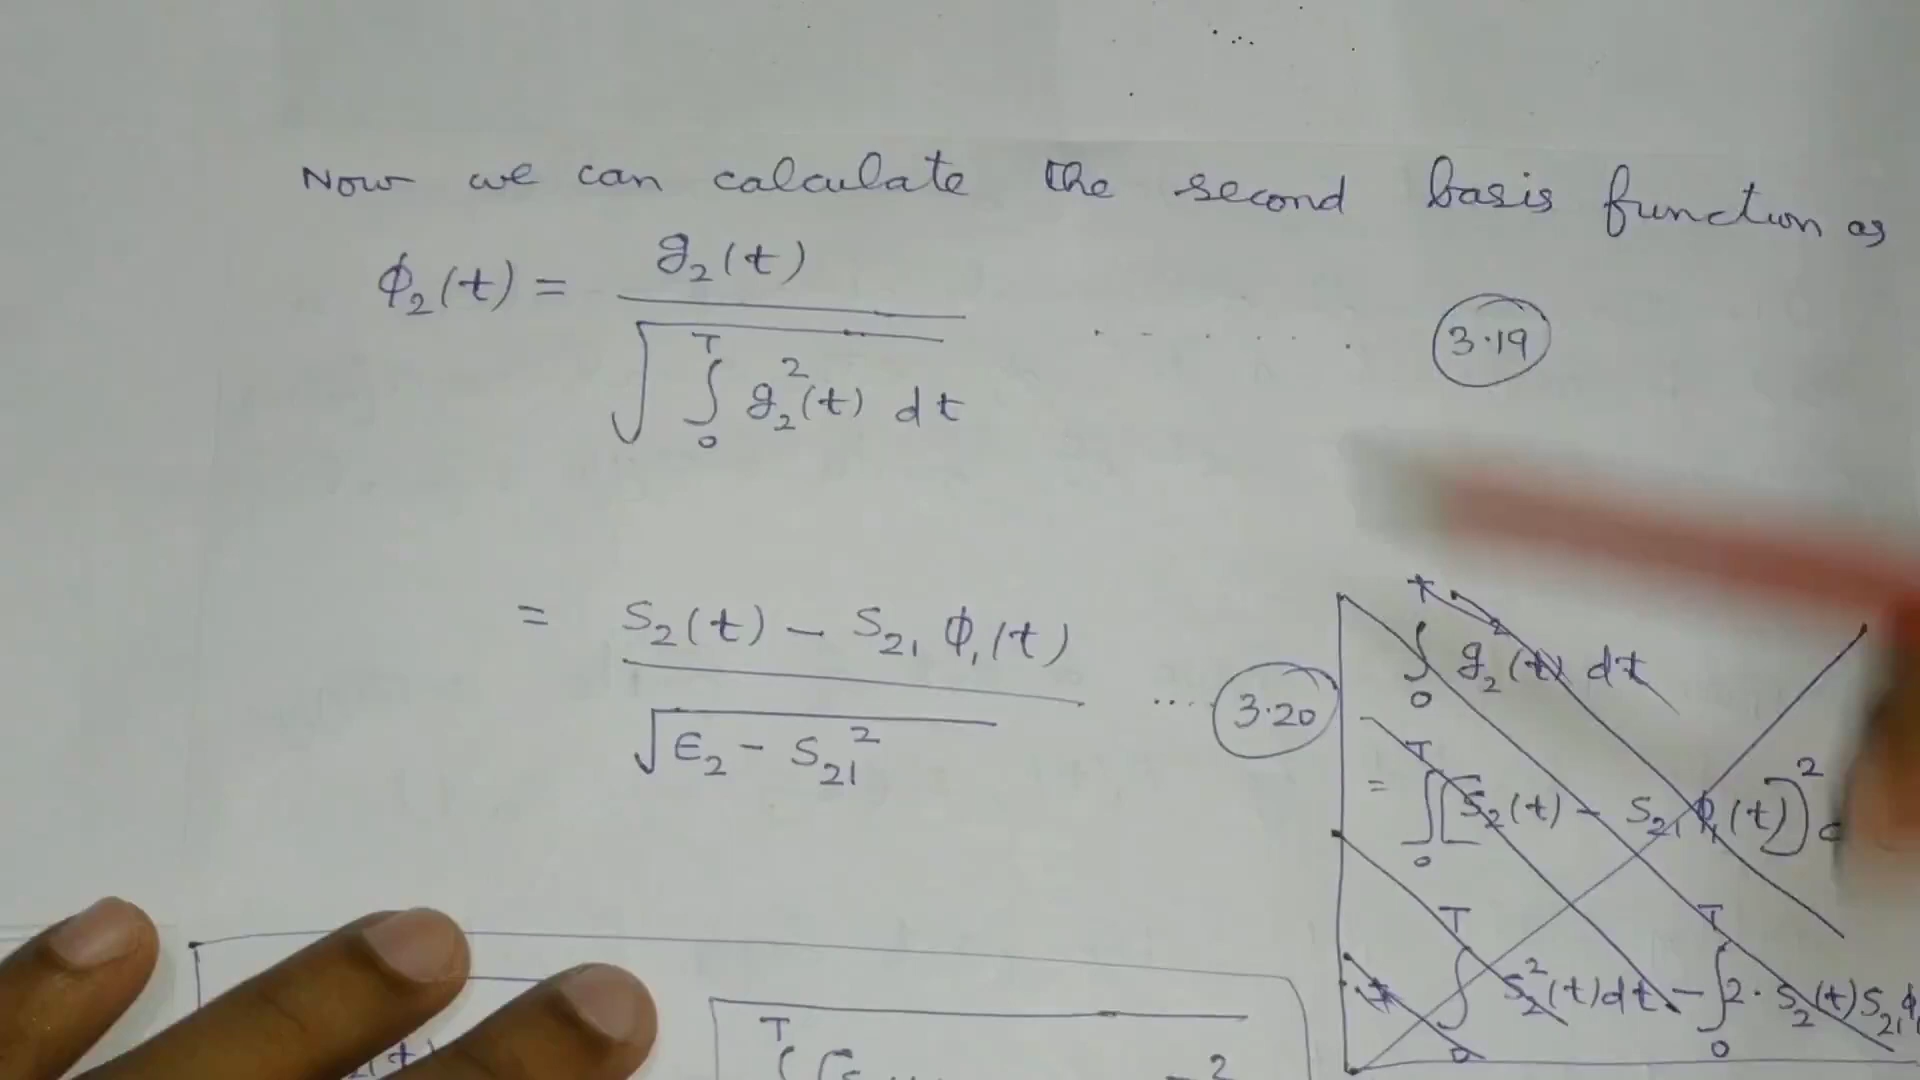 Now we can calculate the second basis function as
ϕ₂(t) = g₂(t) / √(∫₀ᵀ g₂²(t) dt) ........ (3.19)
= S₂(t) − S₂₁ ϕ₁(t) / √(E₂ − S₂₁²) .... (3.20)
∫₀ᵀ g₂²(t) dt
= ∫₀ᵀ [S₂(t) − S₂₁ ϕ₁(t)]²
∫₀ᵀ S₂²(t) dt − ∫₀ᵀ 2 · S₂(t) S₂₁ ϕ₁